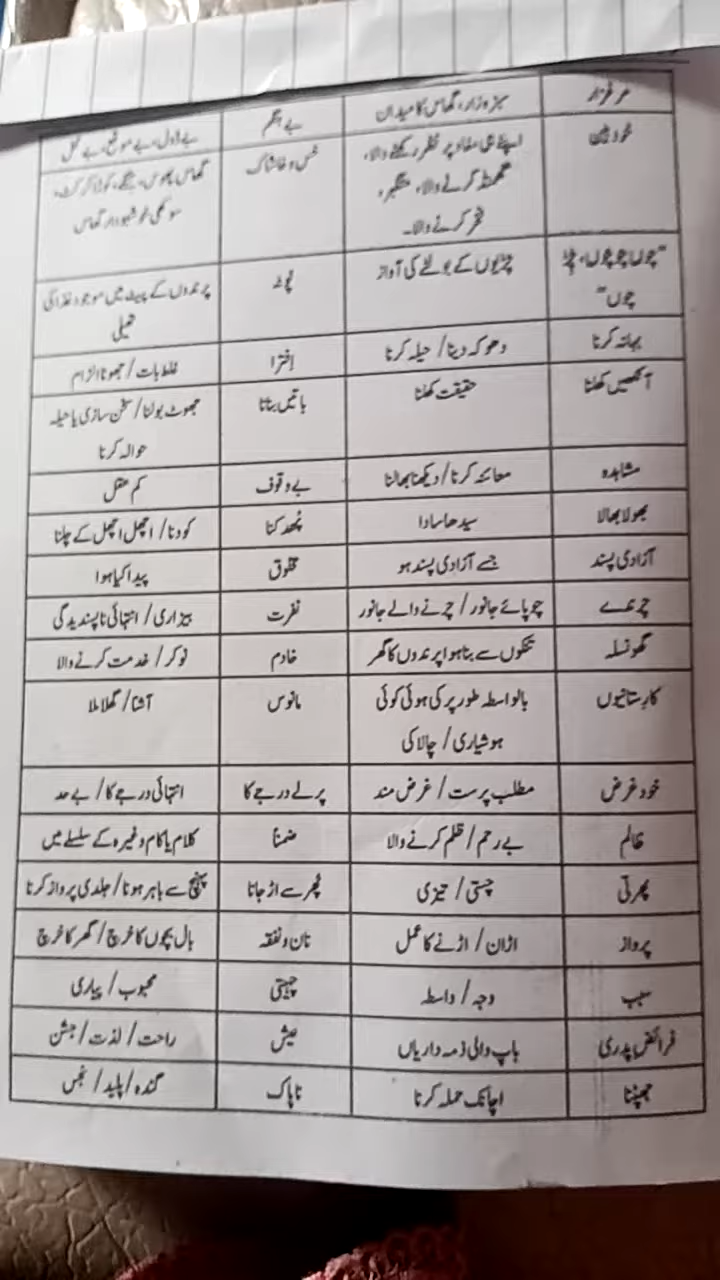 مرغزار سبزہ زار، گھاس کا میدان بے ہنگم بے ڈول، بے موقع، بے محل
خود بین اپنے ہی مفاد پر نظر رکھنے والا، خس و خاشاک گھاس پھوس، تنکے، کوڑا کرکٹ،
گھمنڈ کرنے والا، متکبر، سوکھی خوشبودار گھاس
فخر کرنے والا۔
"چوں چوں، چڑ چڑیوں کے بولنے کی آواز پوٹہ پرندوں کے پیٹ میں موجود غذا کی
چوں" تھیلی
بہانہ کرنا دھوکہ دینا/ حیلہ کرنا اِفترا غلط بات/ جھوٹا الزام
آنکھیں کھلنا حقیقت کھلنا باتیں بنانا جھوٹ بولنا/ سخن سازی یا حیلہ
حوالہ کرنا
مشاہدہ معائنہ کرنا/ دیکھنا بھالنا بے وقوف کم عقل
بھولا بھالا سیدھا سادا پُھدکنا کودنا/ اچھل اچھل کے چلنا
آزادی پسند جسے آزادی پسند ہو مخلوق پیدا کیا ہوا
چرندے چوپائے جانور/ چرنے والے جانور نفرت بیزاری/ انتہائی ناپسندیدگی
گھونسلہ تنکوں سے بنا ہوا پرندوں کا گھر خادم نوکر/ خدمت کرنے والا
کارستانیوں بالواسطہ طور پر کی ہوئی کوئی مانوس آشنا/ گھلا ملا
ہوشیاری/ چالاکی
خود غرض مطلب پرست/ غرض مند پرلے درجے کا انتہائی درجے کا/ بے حد
ظالم بے رحم/ ظلم کرنے والا ضمناً کلام یا کام وغیرہ کے سلسلے میں
پھرتی چستی/ تیزی پُھر سے اڑ جانا پہنچ سے باہر ہونا/ جلدی پرواز کرنا
پرواز اڑان/ اڑنے کا عمل نان و نفقہ بال بچوں کا خرچ/ گھر کا خرچ
سبب وجہ/ واسطہ چہیتی محبوب/ پیاری
فرائض پدری باپ والی ذمہ داریاں عیش راحت/ لذت/ جشن
جھپٹنا اچانک حملہ کرنا ناپاک گندہ/ پلید/ نجس